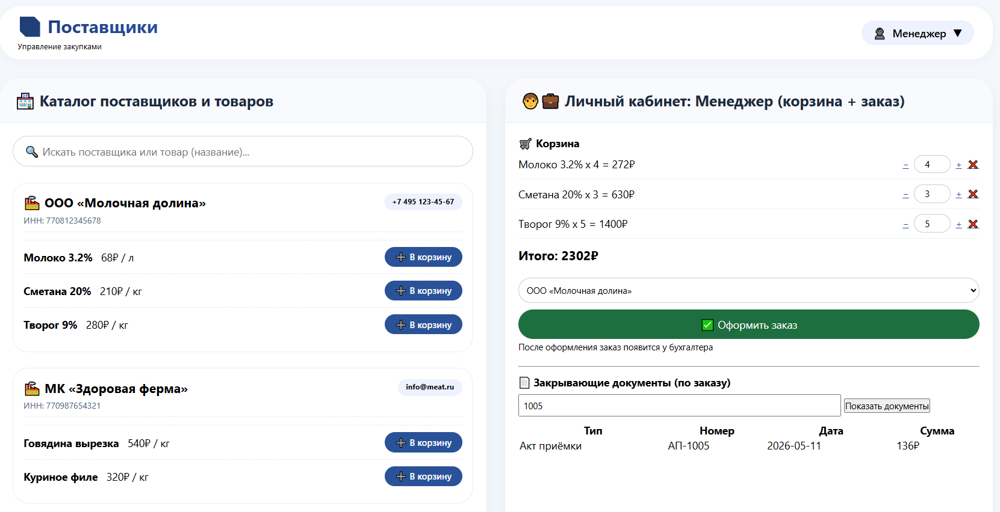 Поставщики
Управление закупками
Менеджер ▼
Каталог поставщиков и товаров
Искать поставщика или товар (название)...
ООО «Молочная долина»
+7 495 123-45-67
ИНН: 770812345678
Молоко 3.2% 68₽ / л
+ В корзину
Сметана 20% 210₽ / кг
+ В корзину
Творог 9% 280₽ / кг
+ В корзину
МК «Здоровая ферма»
info@meat.ru
ИНН: 770987654321
Говядина вырезка 540₽ / кг
+ В корзину
Куриное филе 320₽ / кг
+ В корзину
Личный кабинет: Менеджер (корзина + заказ)
Корзина
Молоко 3.2% x 4 = 272₽ – 4 +
Сметана 20% x 3 = 630₽ – 3 +
Творог 9% x 5 = 1400₽ – 5 +
Итого: 2302₽
ООО «Молочная долина»
Оформить заказ
После оформления заказ появится у бухгалтера
Закрывающие документы (по заказу)
1005 Показать документы
Тип Номер Дата Сумма
Акт приёмки АП-1005 2026-05-11 136₽